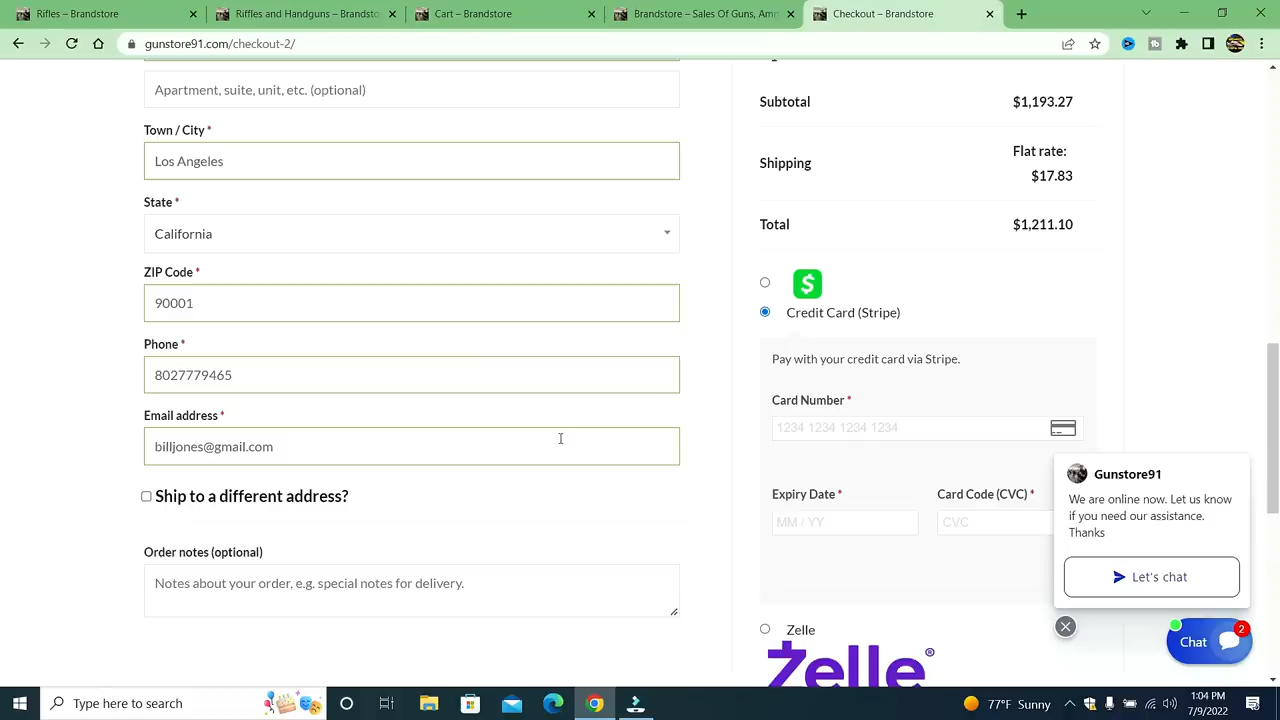 Rifles – Brandstore
Rifles and Handguns – Brandsto
Cart – Brandstore
Brandstore – Sales Of Guns, Am
Checkout – Brandstore
gunstore91.com/checkout-2/
Apartment, suite, unit, etc. (optional)
Town / City *
Los Angeles
State *
California
ZIP Code *
90001
Phone *
8027779465
Email address *
billjones@gmail.com
Ship to a different address?
Order notes (optional)
Notes about your order, e.g. special notes for delivery.
Subtotal $1,193.27
Shipping Flat rate: $17.83
Total $1,211.10
$
Credit Card (Stripe)
Pay with your credit card via Stripe.
Card Number *
1234 1234 1234 1234
Expiry Date * Card Code (CVC) *
MM / YY CVC
Zelle
Zelle®
Gunstore91
We are online now. Let us know
if you need our assistance.
Thanks
Let's chat
Chat 2
Type here to search
77°F Sunny
1:04 PM
7/9/2022